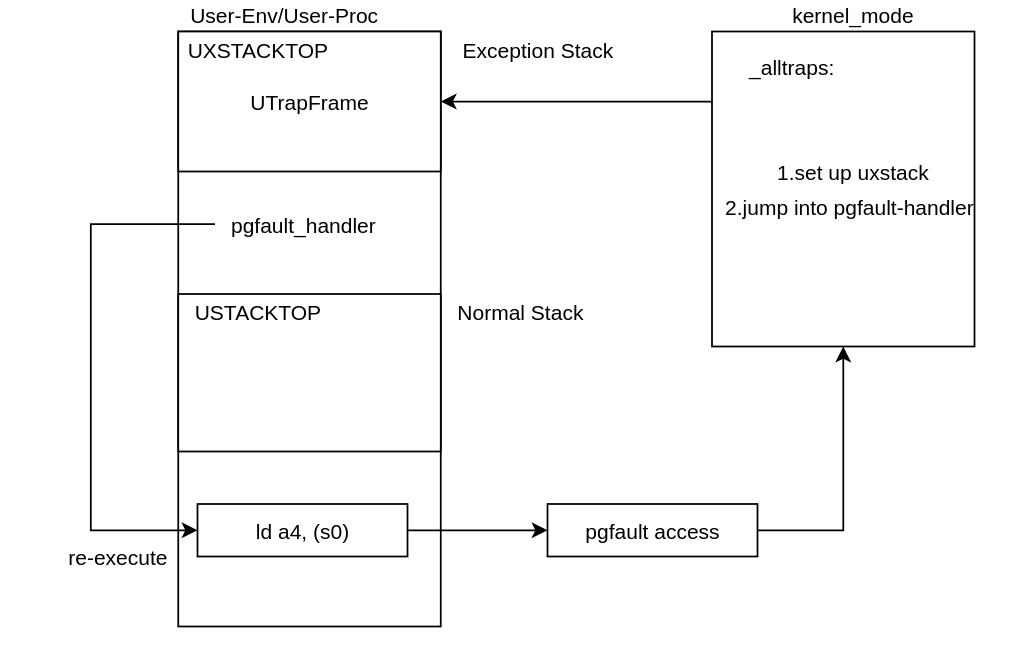 User-Env/User-Proc
kernel_mode
UXSTACKTOP
Exception Stack
_alltraps:
UTrapFrame
1.set up uxstack
2.jump into pgfault-handler
pgfault_handler
USTACKTOP
Normal Stack
ld a4, (s0)
pgfault access
re-execute